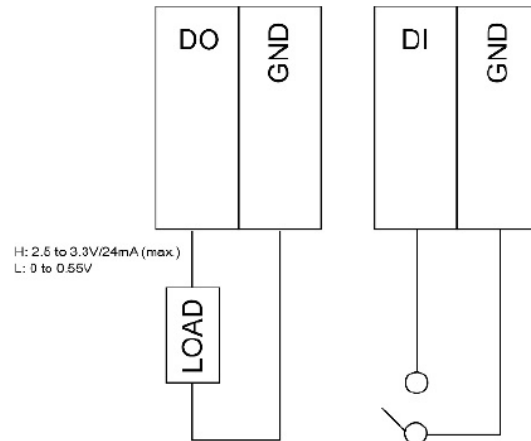 DO
GND
DI
GND
H: 2.5 to 3.3V/24mA (max.)
L: 0 to 0.55V
LOAD